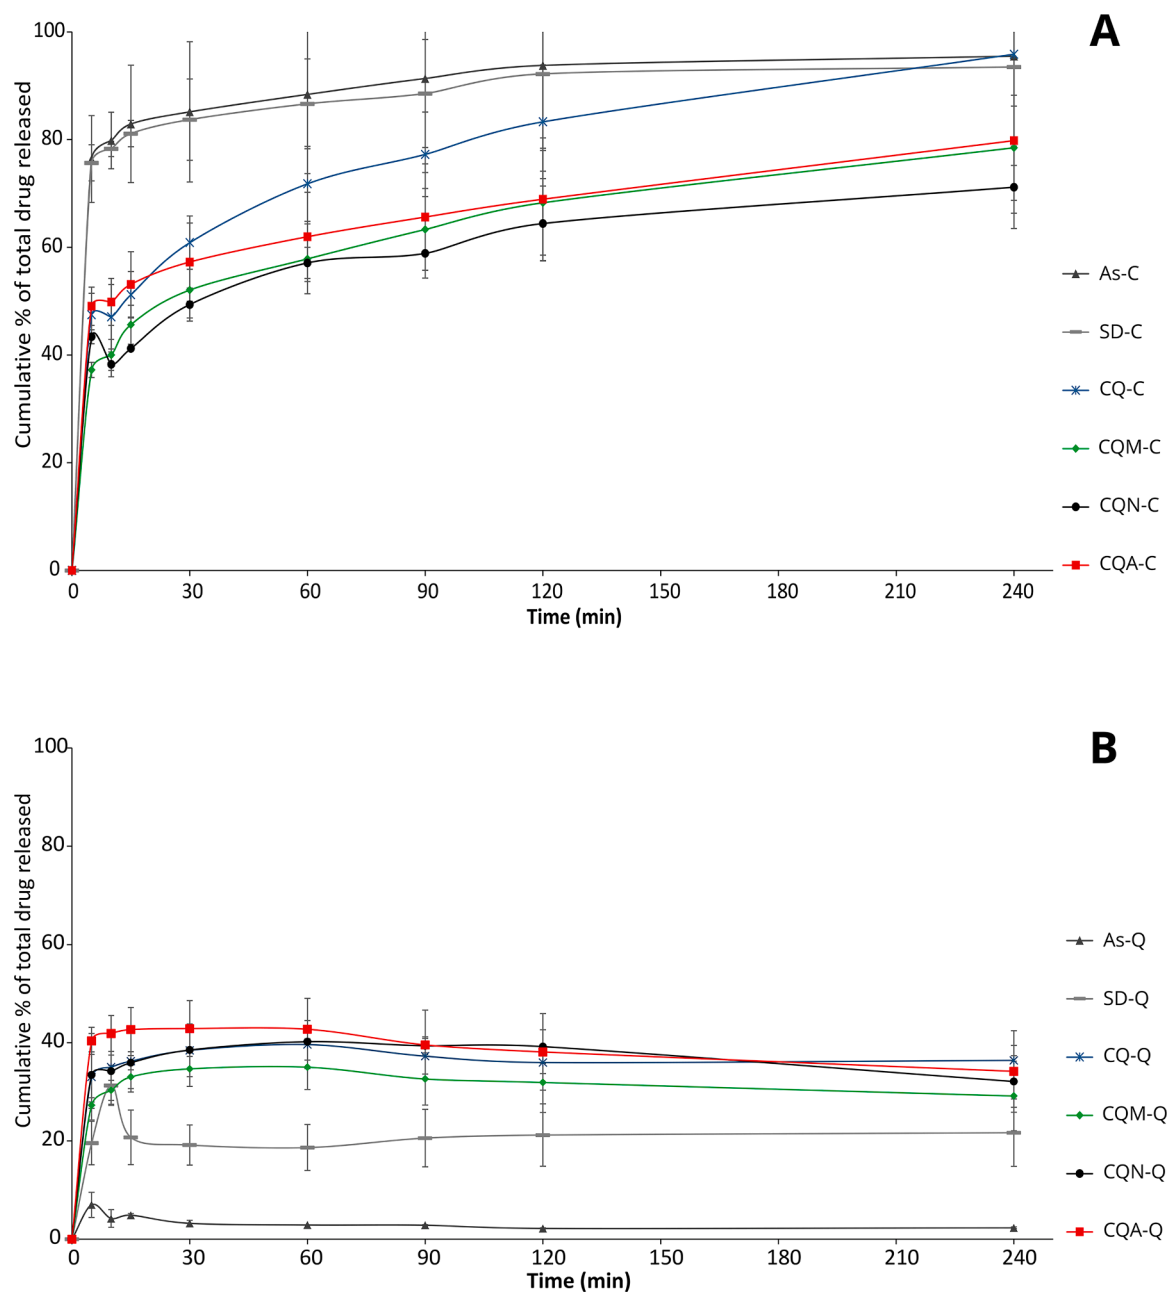 A
Cumulative % of total drug released
100
80
60
40
20
0
0 30 60 90 120 150 180 210 240
Time (min)
As-C
SD-C
CQ-C
CQM-C
CQN-C
CQA-C
B
Cumulative % of total drug released
100
80
60
40
20
0
0 30 60 90 120 150 180 210 240
Time (min)
As-Q
SD-Q
CQ-Q
CQM-Q
CQN-Q
CQA-Q